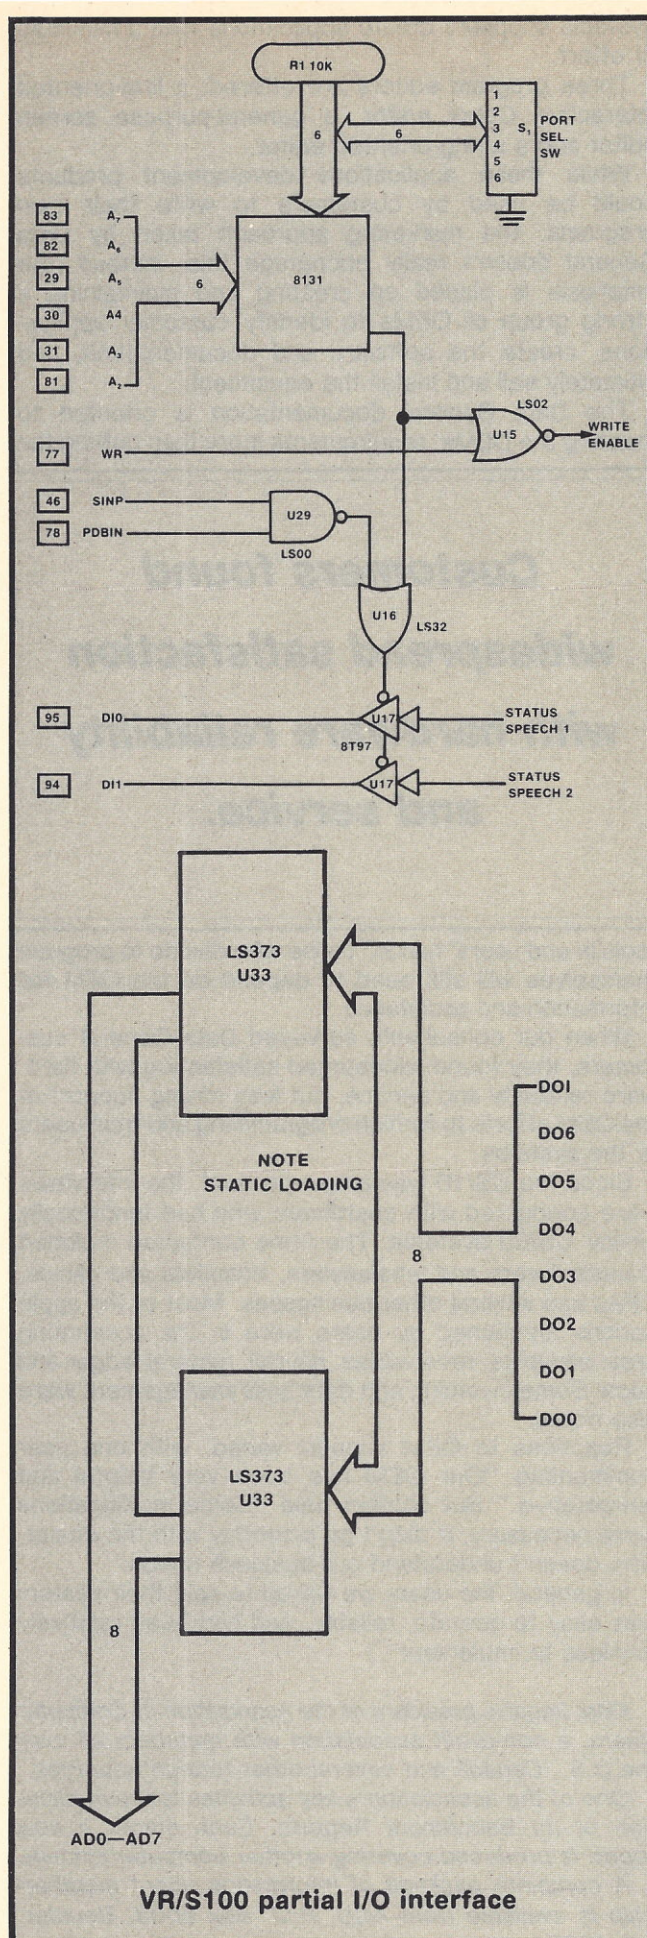 R1 10K
6
6
1
2
3
4
5
6
S1
PORT
SEL.
SW
83 A7
82 A6
29 A5
30 A4
31 A3
81 A2
6
8131
LS02
U15
WRITE
ENABLE
77 WR
46 SINP
78 PDBIN
U29
LS00
U16
LS32
95 DI0
U17
STATUS
SPEECH 1
8T97
94 DI1
U17
STATUS
SPEECH 2
LS373
U33
NOTE
STATIC LOADING
DOI
DO6
DO5
DO4
8
DO3
DO2
DO1
DO0
LS373
U33
8
AD0—AD7
VR/S100 partial I/O interface